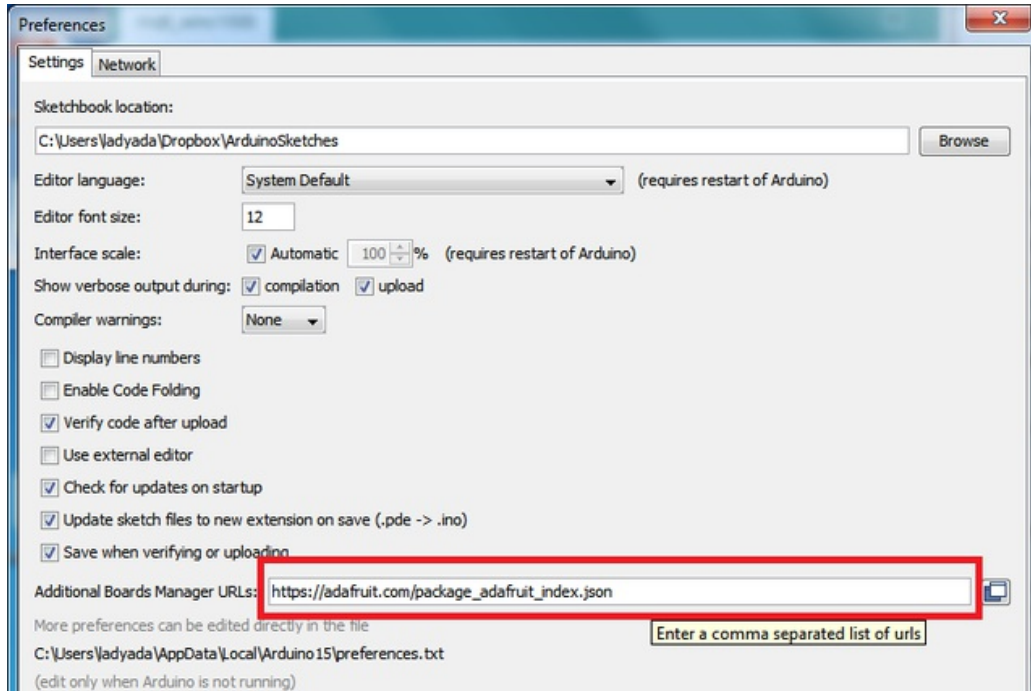 Preferences
Settings Network
Sketchbook location:
C:\Users\ladyada\Dropbox\ArduinoSketches Browse
Editor language: System Default (requires restart of Arduino)
Editor font size: 12
Interface scale: Automatic 100 % (requires restart of Arduino)
Show verbose output during: compilation upload
Compiler warnings: None
Display line numbers
Enable Code Folding
Verify code after upload
Use external editor
Check for updates on startup
Update sketch files to new extension on save (.pde -> .ino)
Save when verifying or uploading
Additional Boards Manager URLs: https://adafruit.com/package_adafruit_index.json
More preferences can be edited directly in the file
Enter a comma separated list of urls
C:\Users\ladyada\AppData\Local\Arduino15\preferences.txt
(edit only when Arduino is not running)